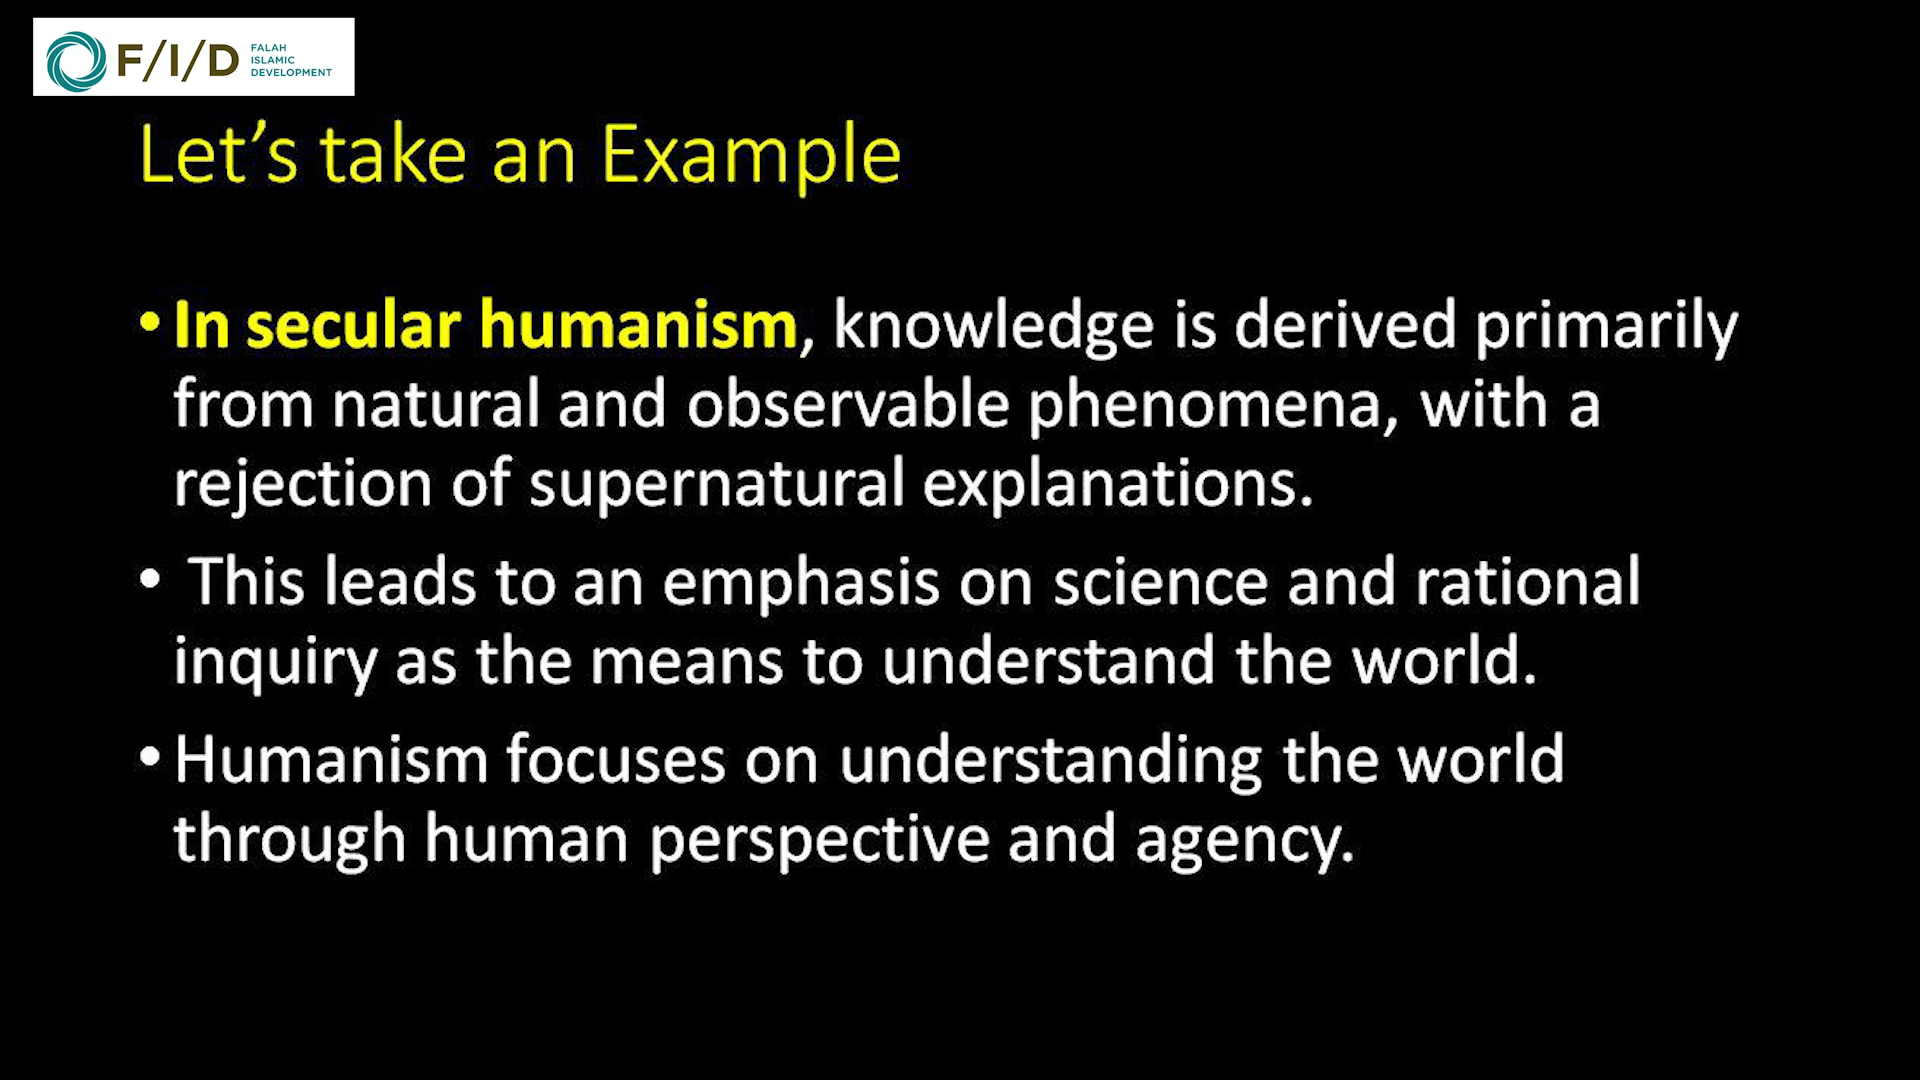 F/I/D
FALAH
ISLAMIC
DEVELOPMENT
Let’s take an Example
• In secular humanism, knowledge is derived primarily
from natural and observable phenomena, with a
rejection of supernatural explanations.
• This leads to an emphasis on science and rational
inquiry as the means to understand the world.
• Humanism focuses on understanding the world
through human perspective and agency.